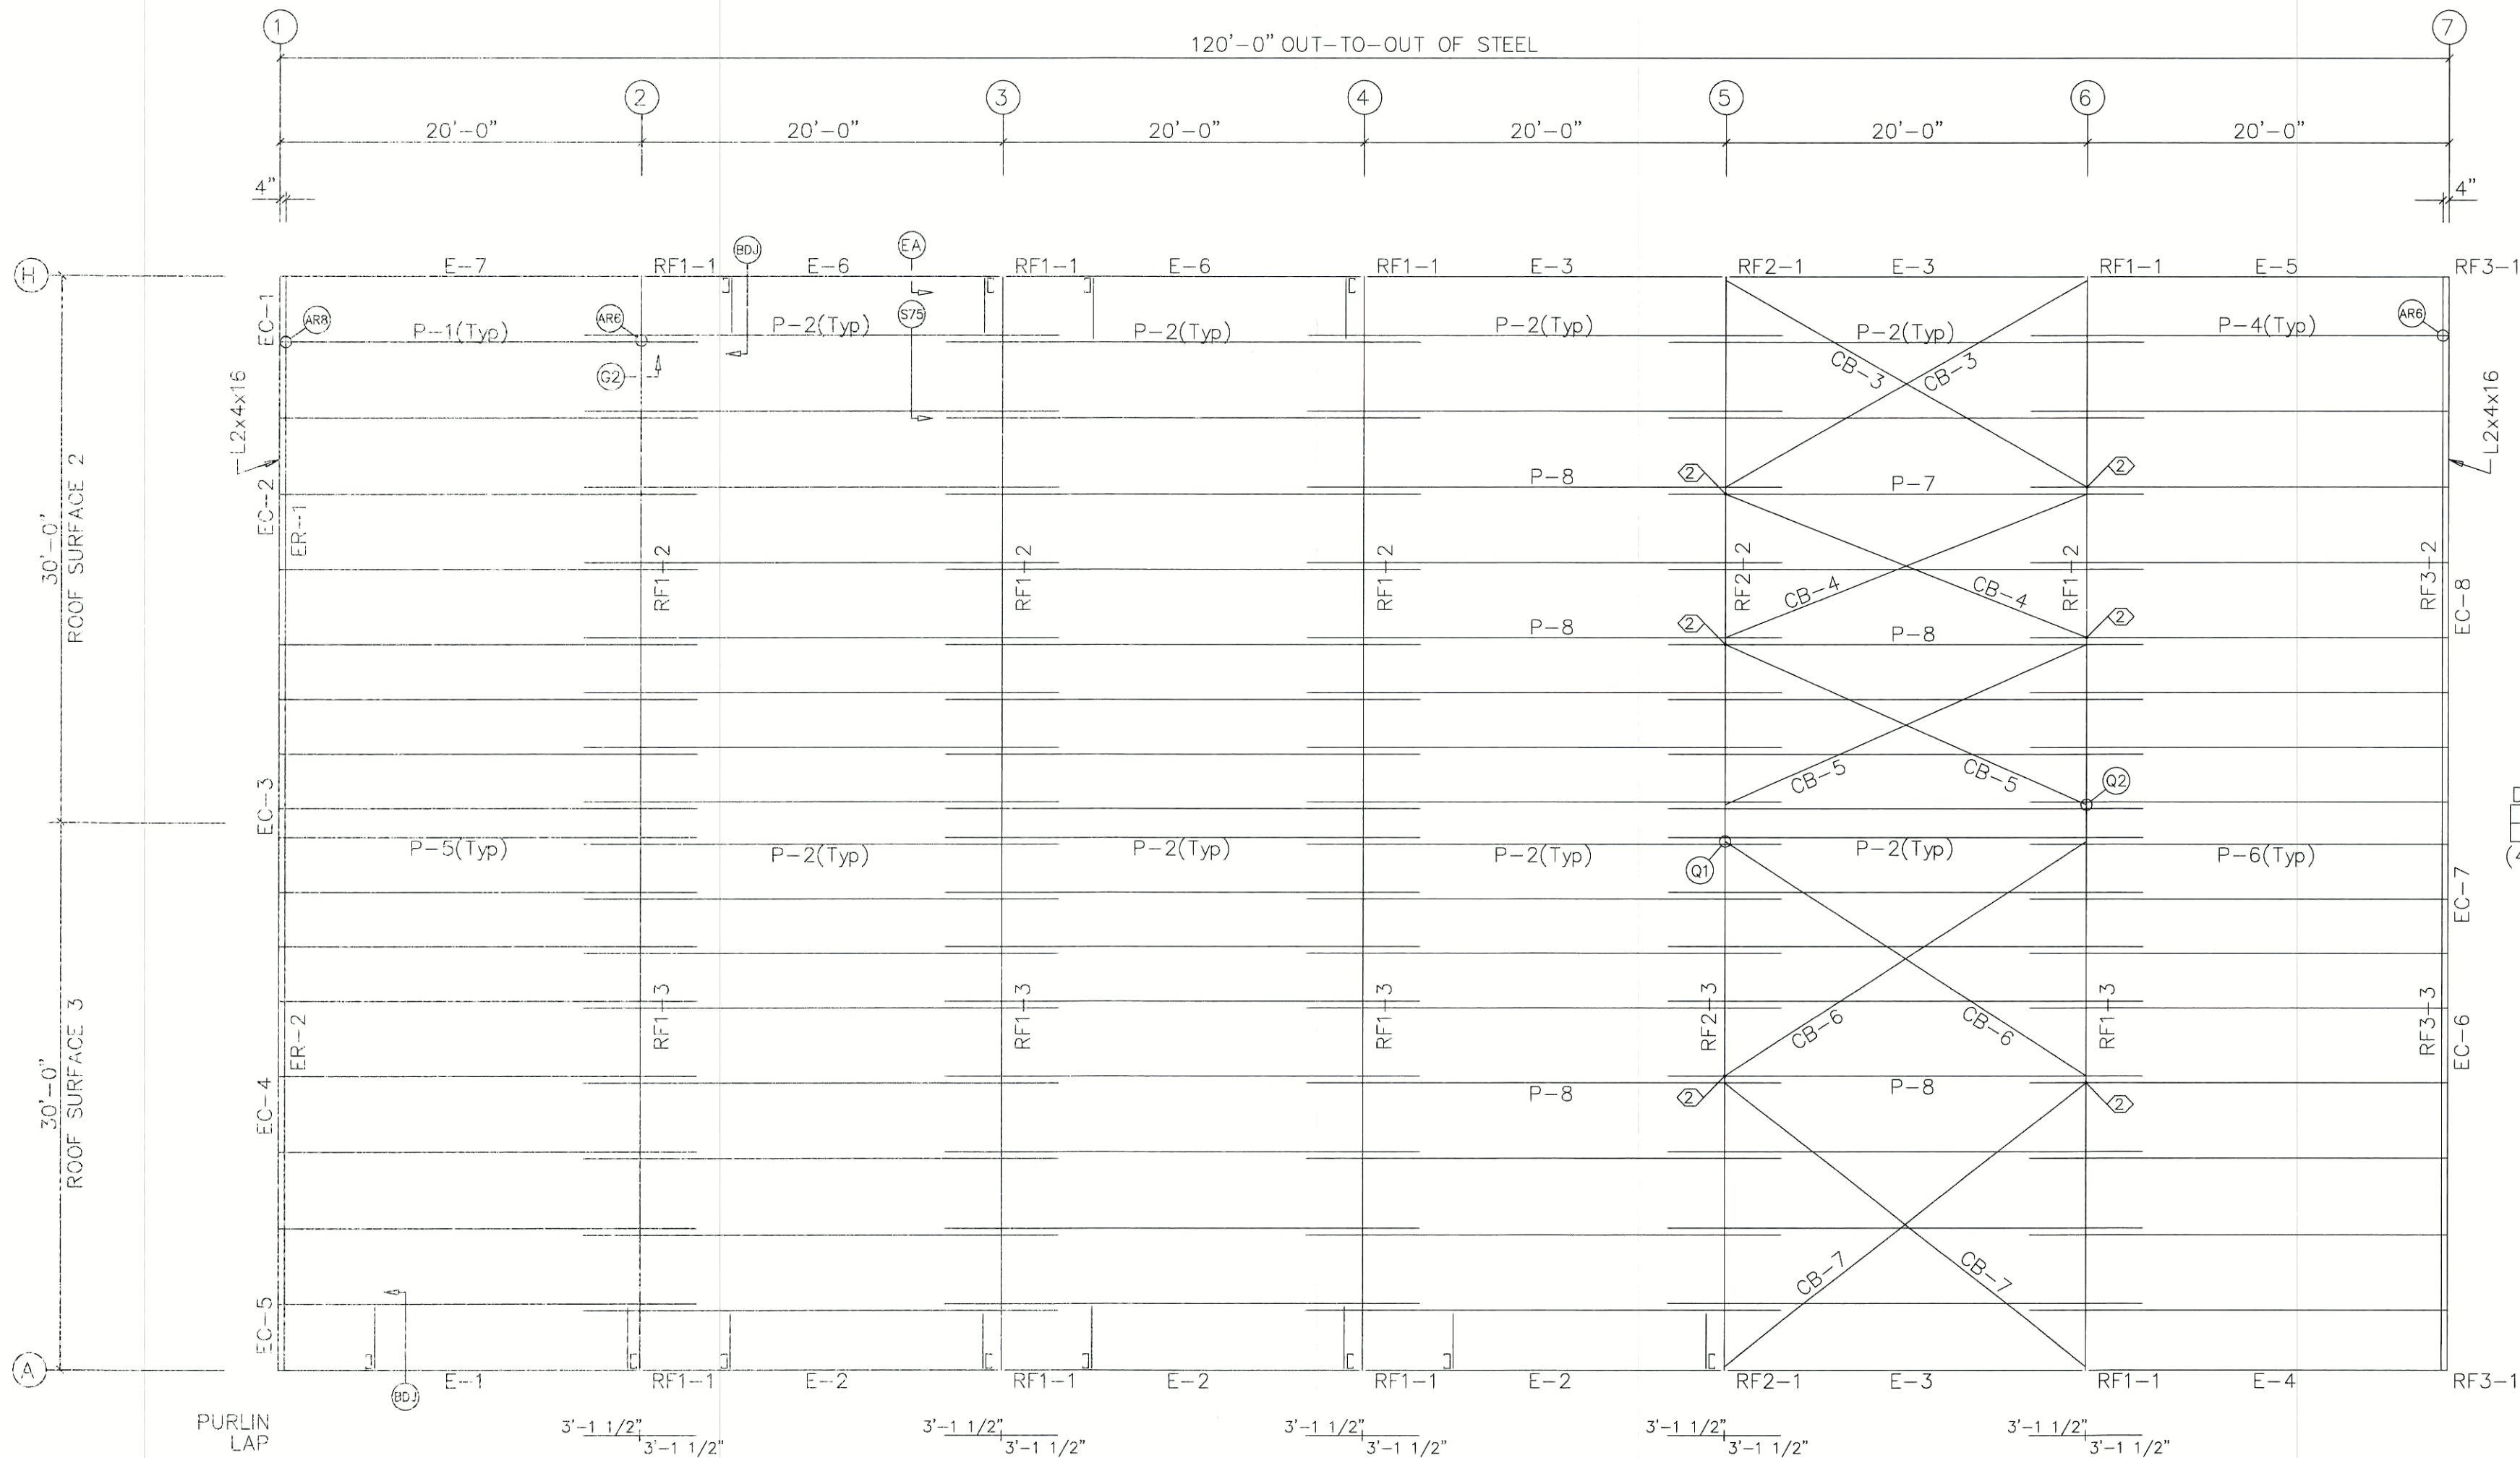 1
7
120'-0" OUT-TO-OUT OF STEEL
2
3
4
5
6
20'-0"
20'-0"
20'-0"
20'-0"
20'-0"
20'-0"
4"
4"
H
E-7
RF1-1
BDJ
E-6
EA
RF1-1
E-6
RF1-1
E-3
RF2-1
E-3
RF1-1
E-5
RF3-1
EC-1
AR8
P-1(Typ)
AR6
P-2(Typ)
S75
P-2(Typ)
P-2(Typ)
P-2(Typ)
P-4(Typ)
AR6
G2
CB-3
CB-3
L2x4x16
L2x4x16
30'-0"
ROOF SURFACE 2
EC-2
ER-1
P-8
2
P-7
2
RF1-2
RF1-2
RF1-2
RF2-2
RF1-2
RF3-2
EC-8
CB-4
CB-4
P-8
2
P-8
2
EC-3
CB-5
CB-5
Q2
P-5(Typ)
P-2(Typ)
P-2(Typ)
P-2(Typ)
Q1
P-2(Typ)
P-6(Typ)
EC-7
30'-0"
ROOF SURFACE 3
ER-2
RF1-3
RF1-3
RF1-3
RF2-3
RF1-3
RF3-3
EC-6
CB-6
CB-6
EC-4
P-8
2
P-8
2
CB-7
CB-7
EC-5
A
BDJ
E-1
RF1-1
E-2
RF1-1
E-2
RF1-1
E-2
RF2-1
E-3
RF1-1
E-4
RF3-1
PURLIN
LAP
3'-1 1/2"
3'-1 1/2"
3'-1 1/2"
3'-1 1/2"
3'-1 1/2"
3'-1 1/2"
3'-1 1/2"
3'-1 1/2"
3'-1 1/2"
3'-1 1/2"